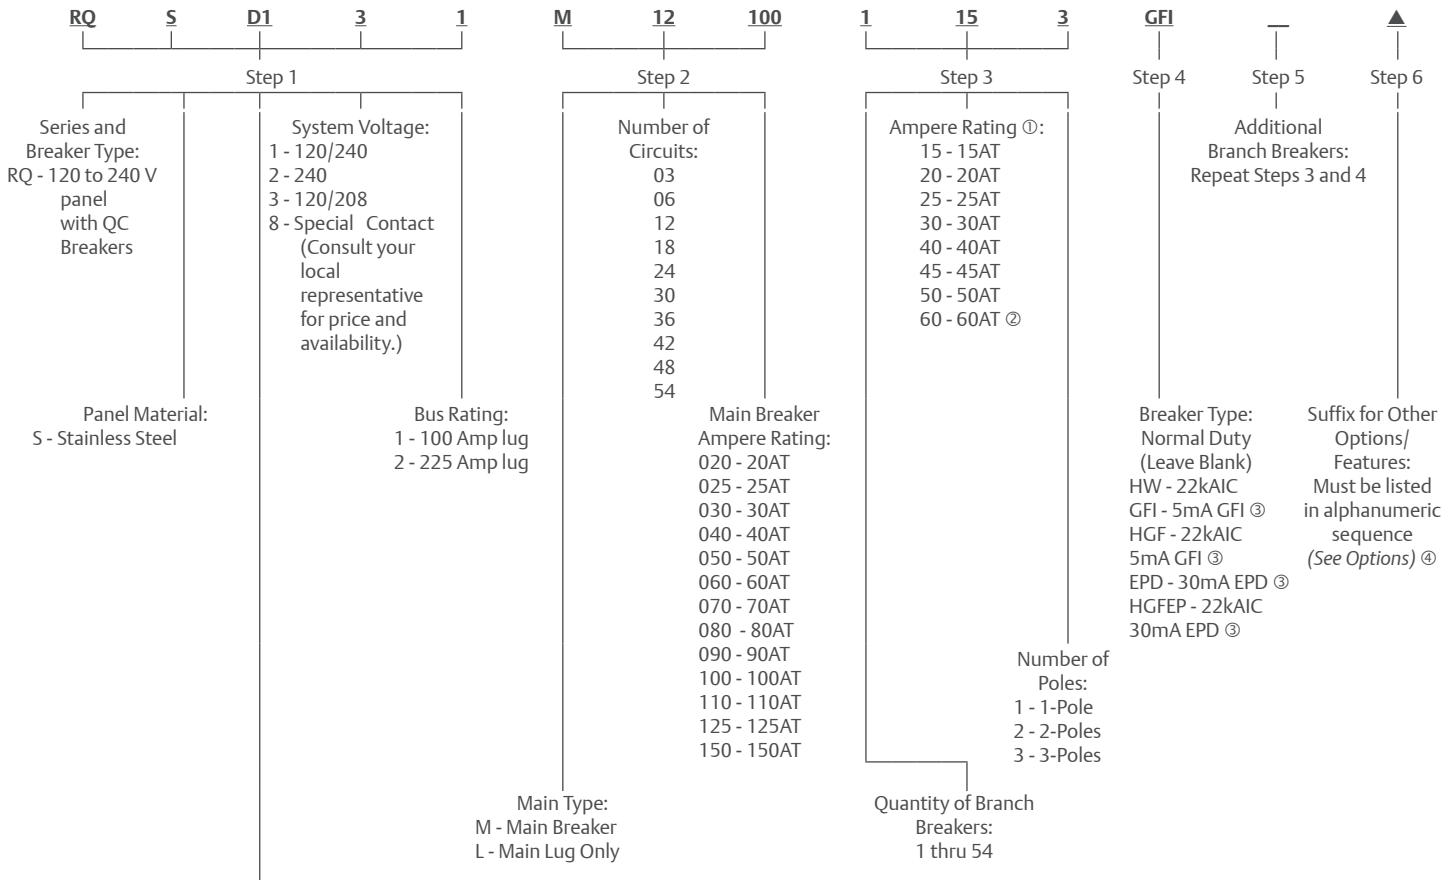 RQ S D1 3 1 M 12 100 1 15 3 GFI __ ▲
Step 1 Step 2 Step 3 Step 4 Step 5 Step 6
Series and
Breaker Type:
RQ - 120 to 240 V
panel
with QC
Breakers
System Voltage:
1 - 120/240
2 - 240
3 - 120/208
8 - Special Contact
(Consult your
local
representative
for price and
availability.)
Number of
Circuits:
03
06
12
18
24
30
36
42
48
54
Ampere Rating ①:
15 - 15AT
20 - 20AT
25 - 25AT
30 - 30AT
40 - 40AT
45 - 45AT
50 - 50AT
60 - 60AT ②
Additional
Branch Breakers:
Repeat Steps 3 and 4
Panel Material:
S - Stainless Steel
Bus Rating:
1 - 100 Amp lug
2 - 225 Amp lug
Main Breaker
Ampere Rating:
020 - 20AT
025 - 25AT
030 - 30AT
040 - 40AT
050 - 50AT
060 - 60AT
070 - 70AT
080 - 80AT
090 - 90AT
100 - 100AT
110 - 110AT
125 - 125AT
150 - 150AT
Breaker Type:
Normal Duty
(Leave Blank)
HW - 22kAIC
GFI - 5mA GFI ③
HGF - 22kAIC
5mA GFI ③
EPD - 30mA EPD ③
HGFEP - 22kAIC
30mA EPD ③
Suffix for Other
Options/
Features:
Must be listed
in alphanumeric
sequence
(See Options) ④
Number of
Poles:
1 - 1-Pole
2 - 2-Poles
3 - 3-Poles
Main Type:
M - Main Breaker
L - Main Lug Only
Quantity of Branch
Breakers:
1 thru 54